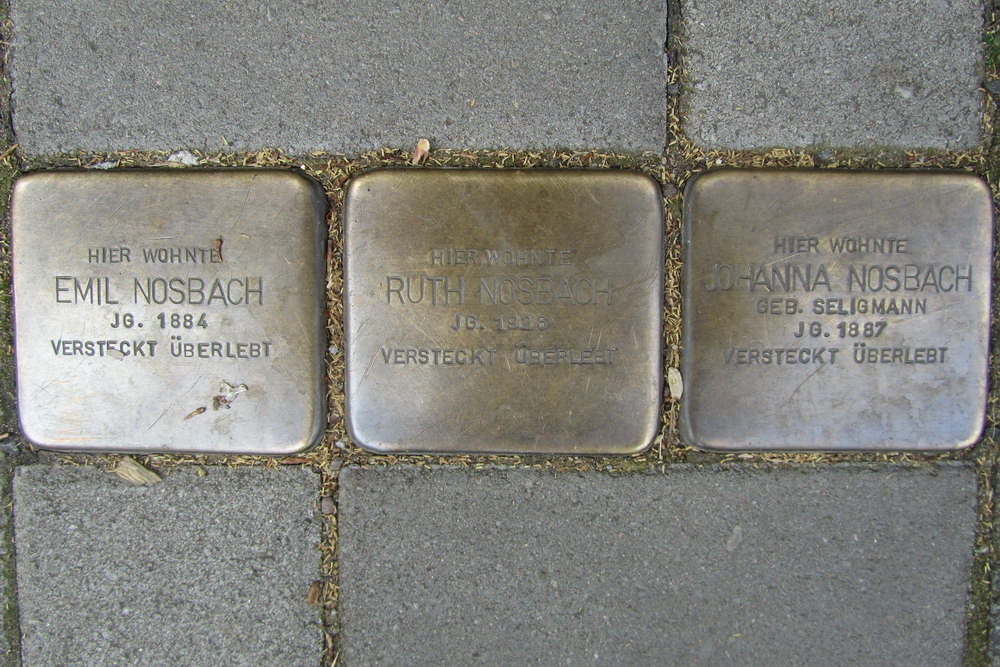 HIER WOHNTE
EMIL NOSBACH
JG. 1884
VERSTECKT ÜBERLEBT
HIER WOHNTE
RUTH NOSBACH
JG.
VERSTECKT ÜBERLEBT
HIER WOHNTE
JOHANNA NOSBACH
GEB. SELIGMANN
JG. 1887
VERSTECKT ÜBERLEBT